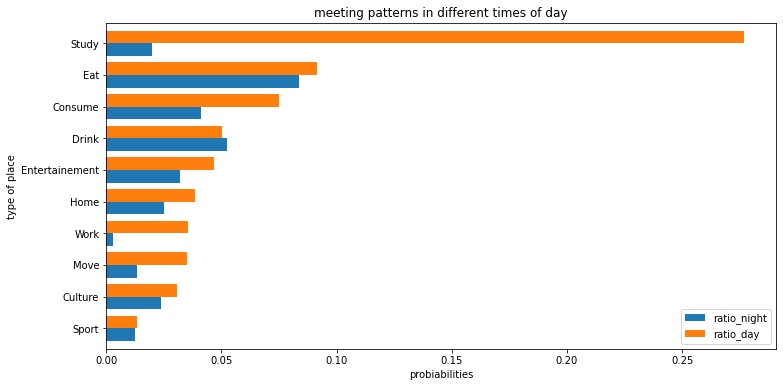 meeting patterns in different times of day
type of place
Study
Eat
Consume
Drink
Entertainement
Home
Work
Move
Culture
Sport
0.00 0.05 0.10 0.15 0.20 0.25
probiabilities
ratio_night
ratio_day